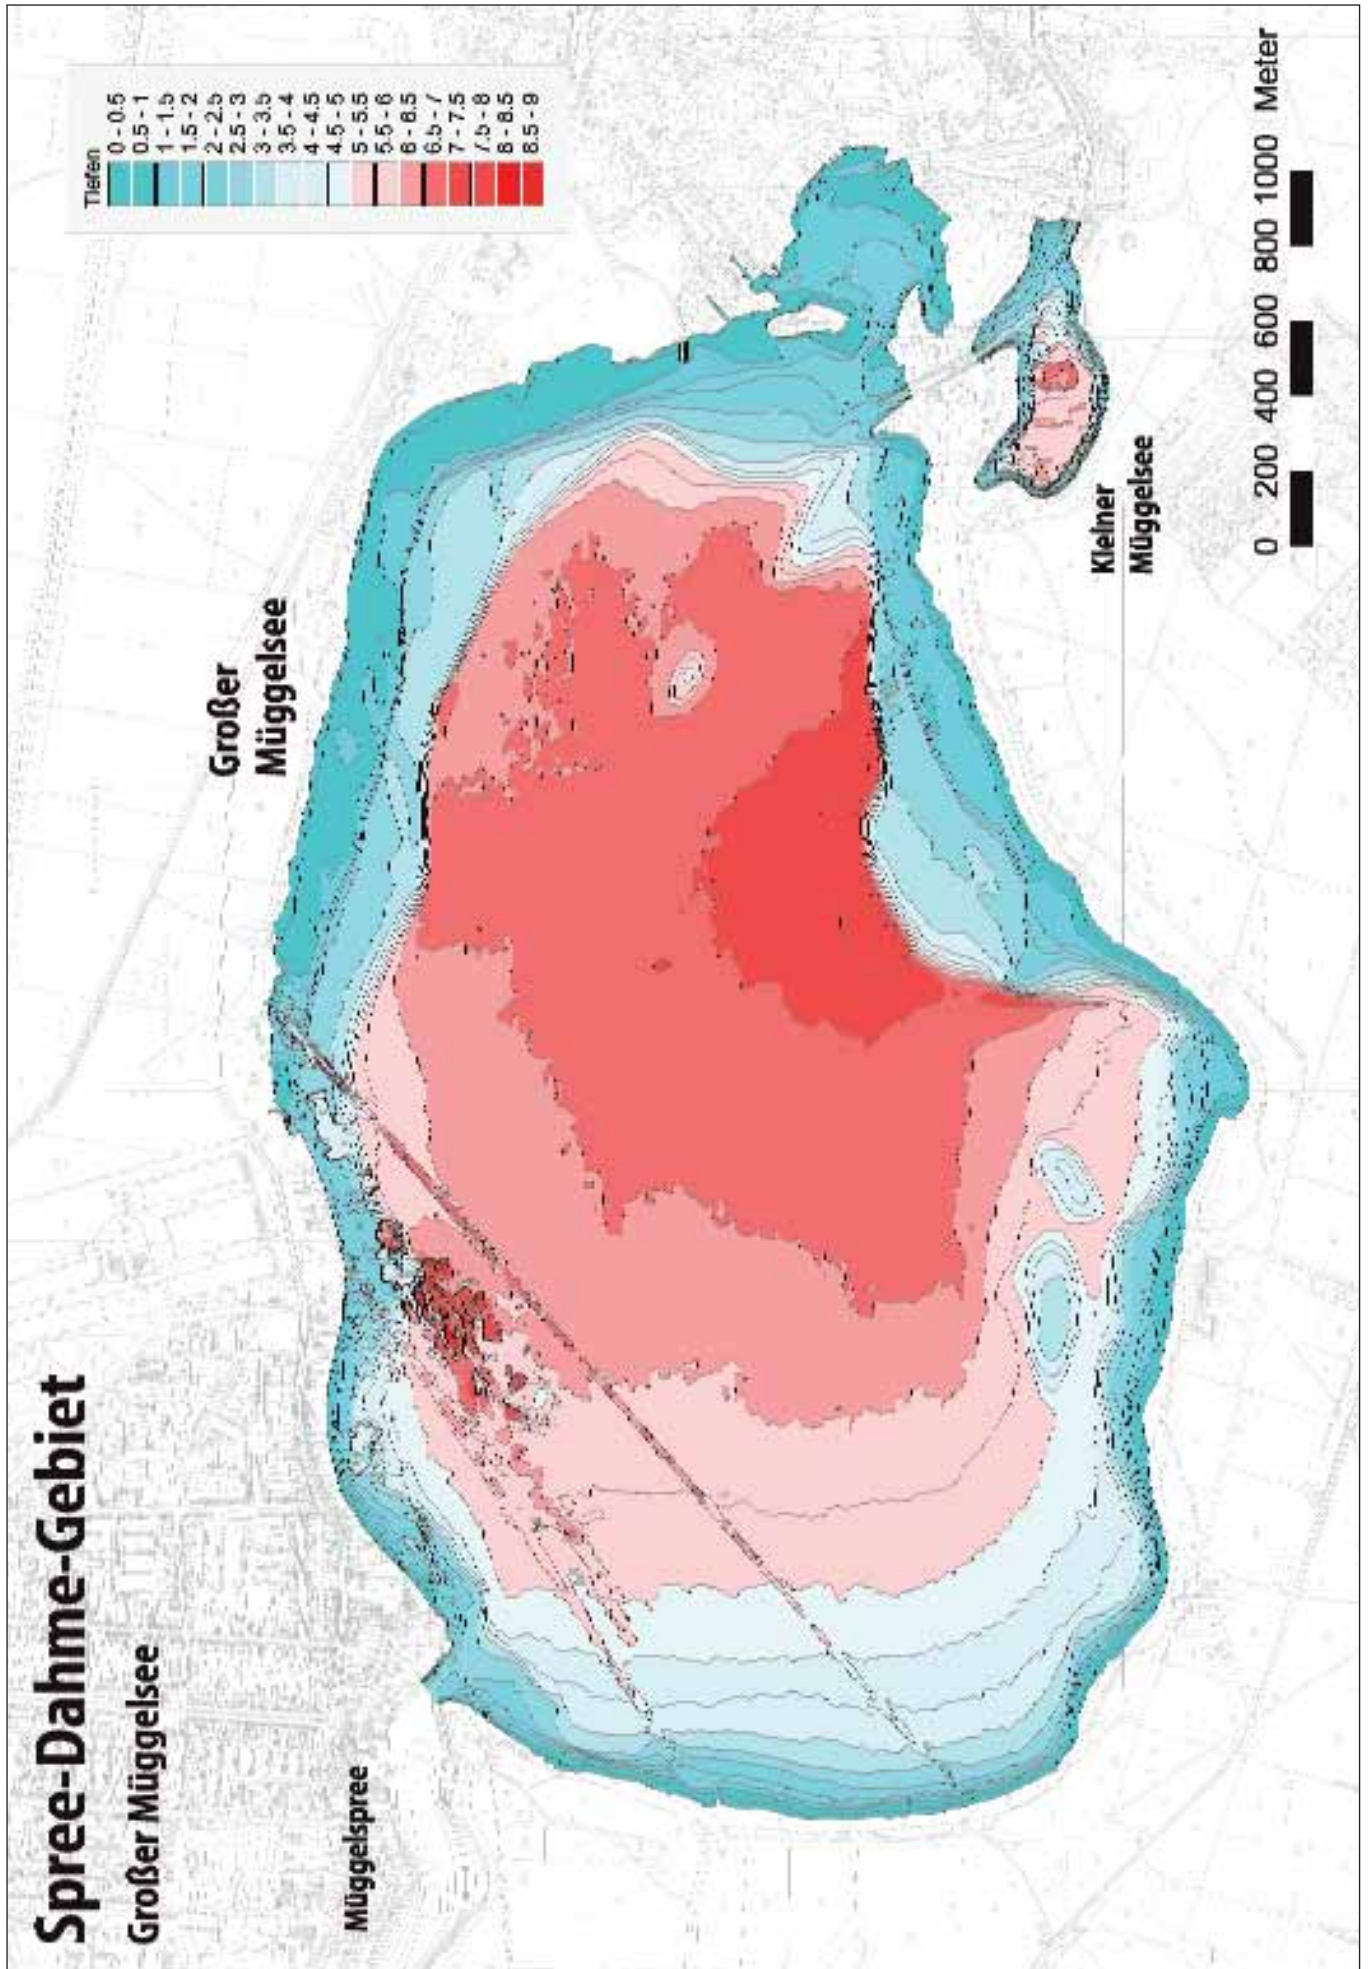 Spree-Dahme-Gebiet
Großer Müggelsee
Müggelspree
Großer
Müggelsee
Kleiner
Müggelsee
Tiefen
0 - 0.5
0.5 - 1
1 - 1.5
1.5 - 2
2 - 2.5
2.5 - 3
3 - 3.5
3.5 - 4
4 - 4.5
4.5 - 5
5 - 5.5
5.5 - 6
6 - 6.5
6.5 - 7
7 - 7.5
7.5 - 8
8 - 8.5
8.5 - 9
0 200 400 600 800 1000 Meter